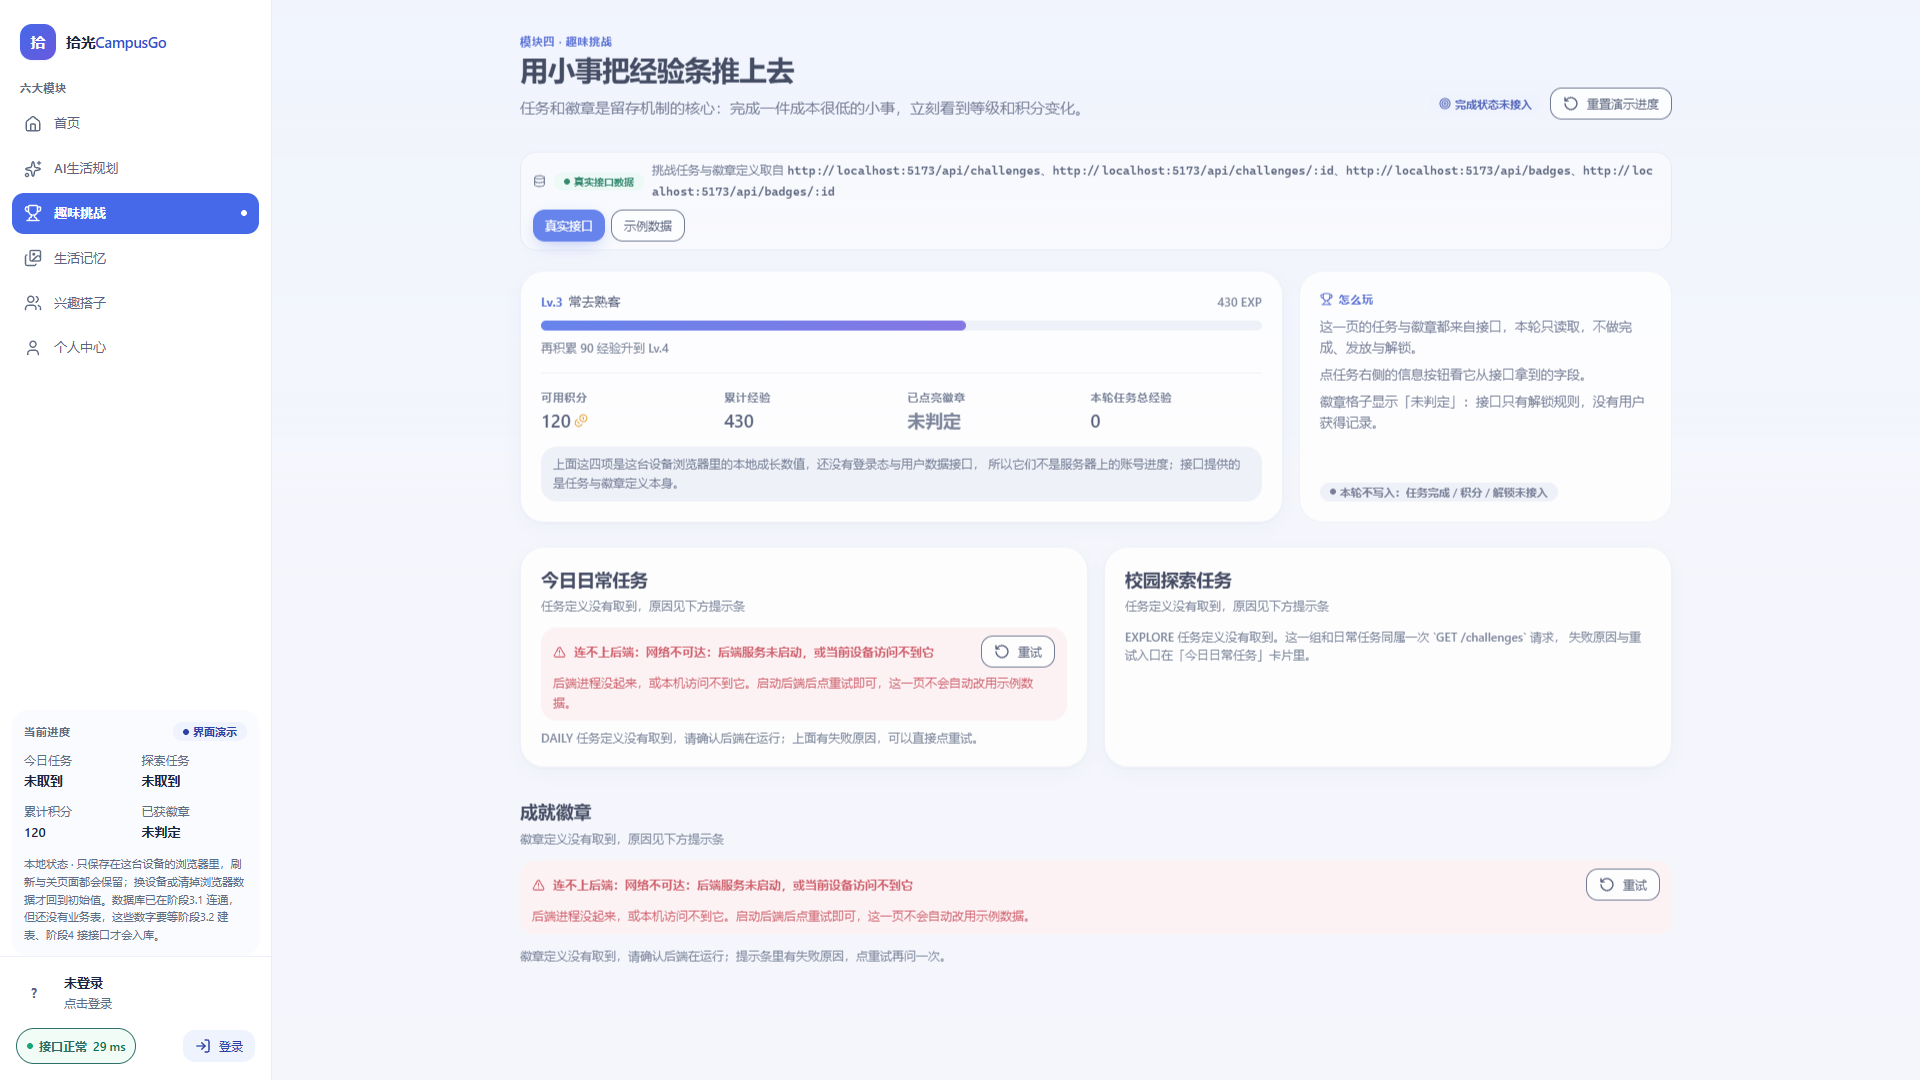 拾
拾光CampusGo
六大模块
首页
AI生活规划
趣味挑战
生活记忆
兴趣搭子
个人中心
当前进度
界面演示
今日任务
探索任务
未取到
未取到
累计积分
已获徽章
120
未判定
本地状态 · 只保存在这台设备的浏览器里，刷
新与关页面都会保留；换设备或清掉浏览器数
据才回到初始值。数据库已在阶段3.1 连通，
但还没有业务表，这些数字要等阶段3.2 建
表、阶段4 接接口才会入库。
?
未登录
点击登录
接口正常 29 ms
登录
模块四 · 趣味挑战
用小事把经验条推上去
任务和徽章是留存机制的核心：完成一件成本很低的小事，立刻看到等级和积分变化。
完成状态未接入
重置演示进度
真实接口数据
挑战任务与徽章定义取自 http://localhost:5173/api/challenges、http://localhost:5173/api/challenges/:id、http://localhost:5173/api/badges、http://loc
alhost:5173/api/badges/:id
真实接口
示例数据
Lv.3 常去熟客
430 EXP
再积累 90 经验升到 Lv.4
可用积分
累计经验
已点亮徽章
本轮任务总经验
120
430
未判定
0
上面这四项是这台设备浏览器里的本地成长数值，还没有登录态与用户数据接口， 所以它们不是服务器上的账号进度；接口提供的
是任务与徽章定义本身。
怎么玩
这一页的任务与徽章都来自接口，本轮只读取，不做完
成、发放与解锁。
点任务右侧的信息按钮看它从接口拿到的字段。
徽章格子显示「未判定」：接口只有解锁规则，没有用户
获得记录。
本轮不写入：任务完成 / 积分 / 解锁未接入
今日日常任务
任务定义没有取到，原因见下方提示条
连不上后端：网络不可达：后端服务未启动，或当前设备访问不到它
重试
后端进程没起来，或本机访问不到它。启动后端后点重试即可，这一页不会自动改用示例数
据。
DAILY 任务定义没有取到，请确认后端在运行；上面有失败原因，可以直接点重试。
校园探索任务
任务定义没有取到，原因见下方提示条
EXPLORE 任务定义没有取到。这一组和日常任务同属一次 `GET /challenges` 请求， 失败原因与重
试入口在「今日日常任务」卡片里。
成就徽章
徽章定义没有取到，原因见下方提示条
连不上后端：网络不可达：后端服务未启动，或当前设备访问不到它
重试
后端进程没起来，或本机访问不到它。启动后端后点重试即可，这一页不会自动改用示例数据。
徽章定义没有取到，请确认后端在运行；提示条里有失败原因，点重试再问一次。